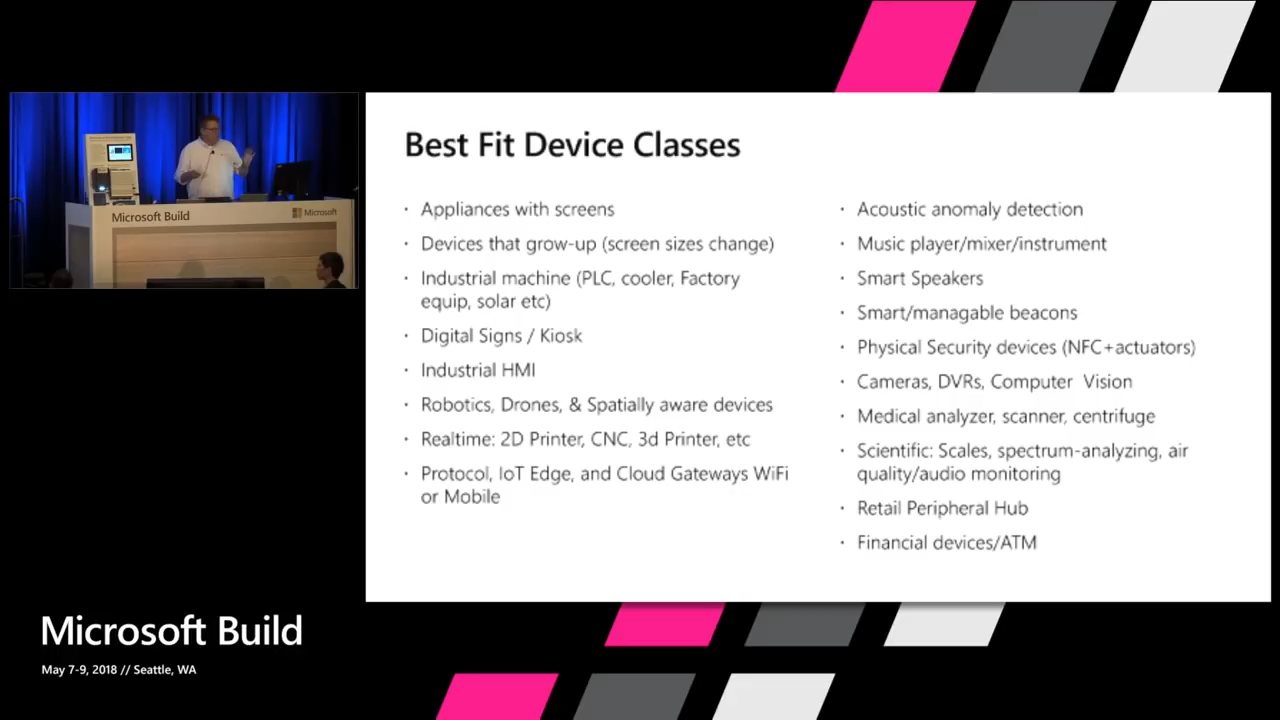 Microsoft Build
Microsoft
Best Fit Device Classes
· Appliances with screens
· Devices that grow-up (screen sizes change)
· Industrial machine (PLC, cooler, Factory
equip, solar etc)
· Digital Signs / Kiosk
· Industrial HMI
· Robotics, Drones, & Spatially aware devices
· Realtime: 2D Printer, CNC, 3d Printer, etc
· Protocol, IoT Edge, and Cloud Gateways WiFi
or Mobile
· Acoustic anomaly detection
· Music player/mixer/instrument
· Smart Speakers
· Smart/managable beacons
· Physical Security devices (NFC+actuators)
· Cameras, DVRs, Computer Vision
· Medical analyzer, scanner, centrifuge
· Scientific: Scales, spectrum-analyzing, air
quality/audio monitoring
· Retail Peripheral Hub
· Financial devices/ATM
Microsoft Build
May 7-9, 2018 // Seattle, WA